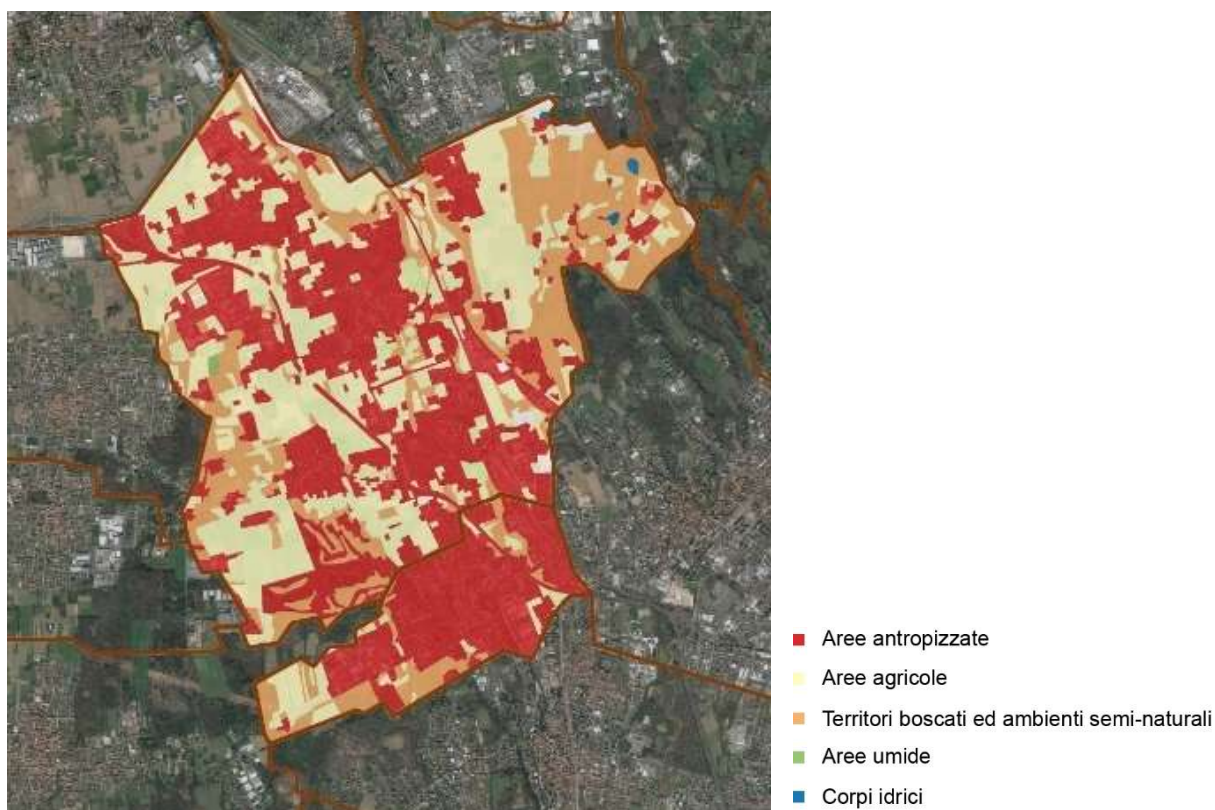 Aree antropizzate
Aree agricole
Territori boscati ed ambienti semi-naturali
Aree umide
Corpi idrici